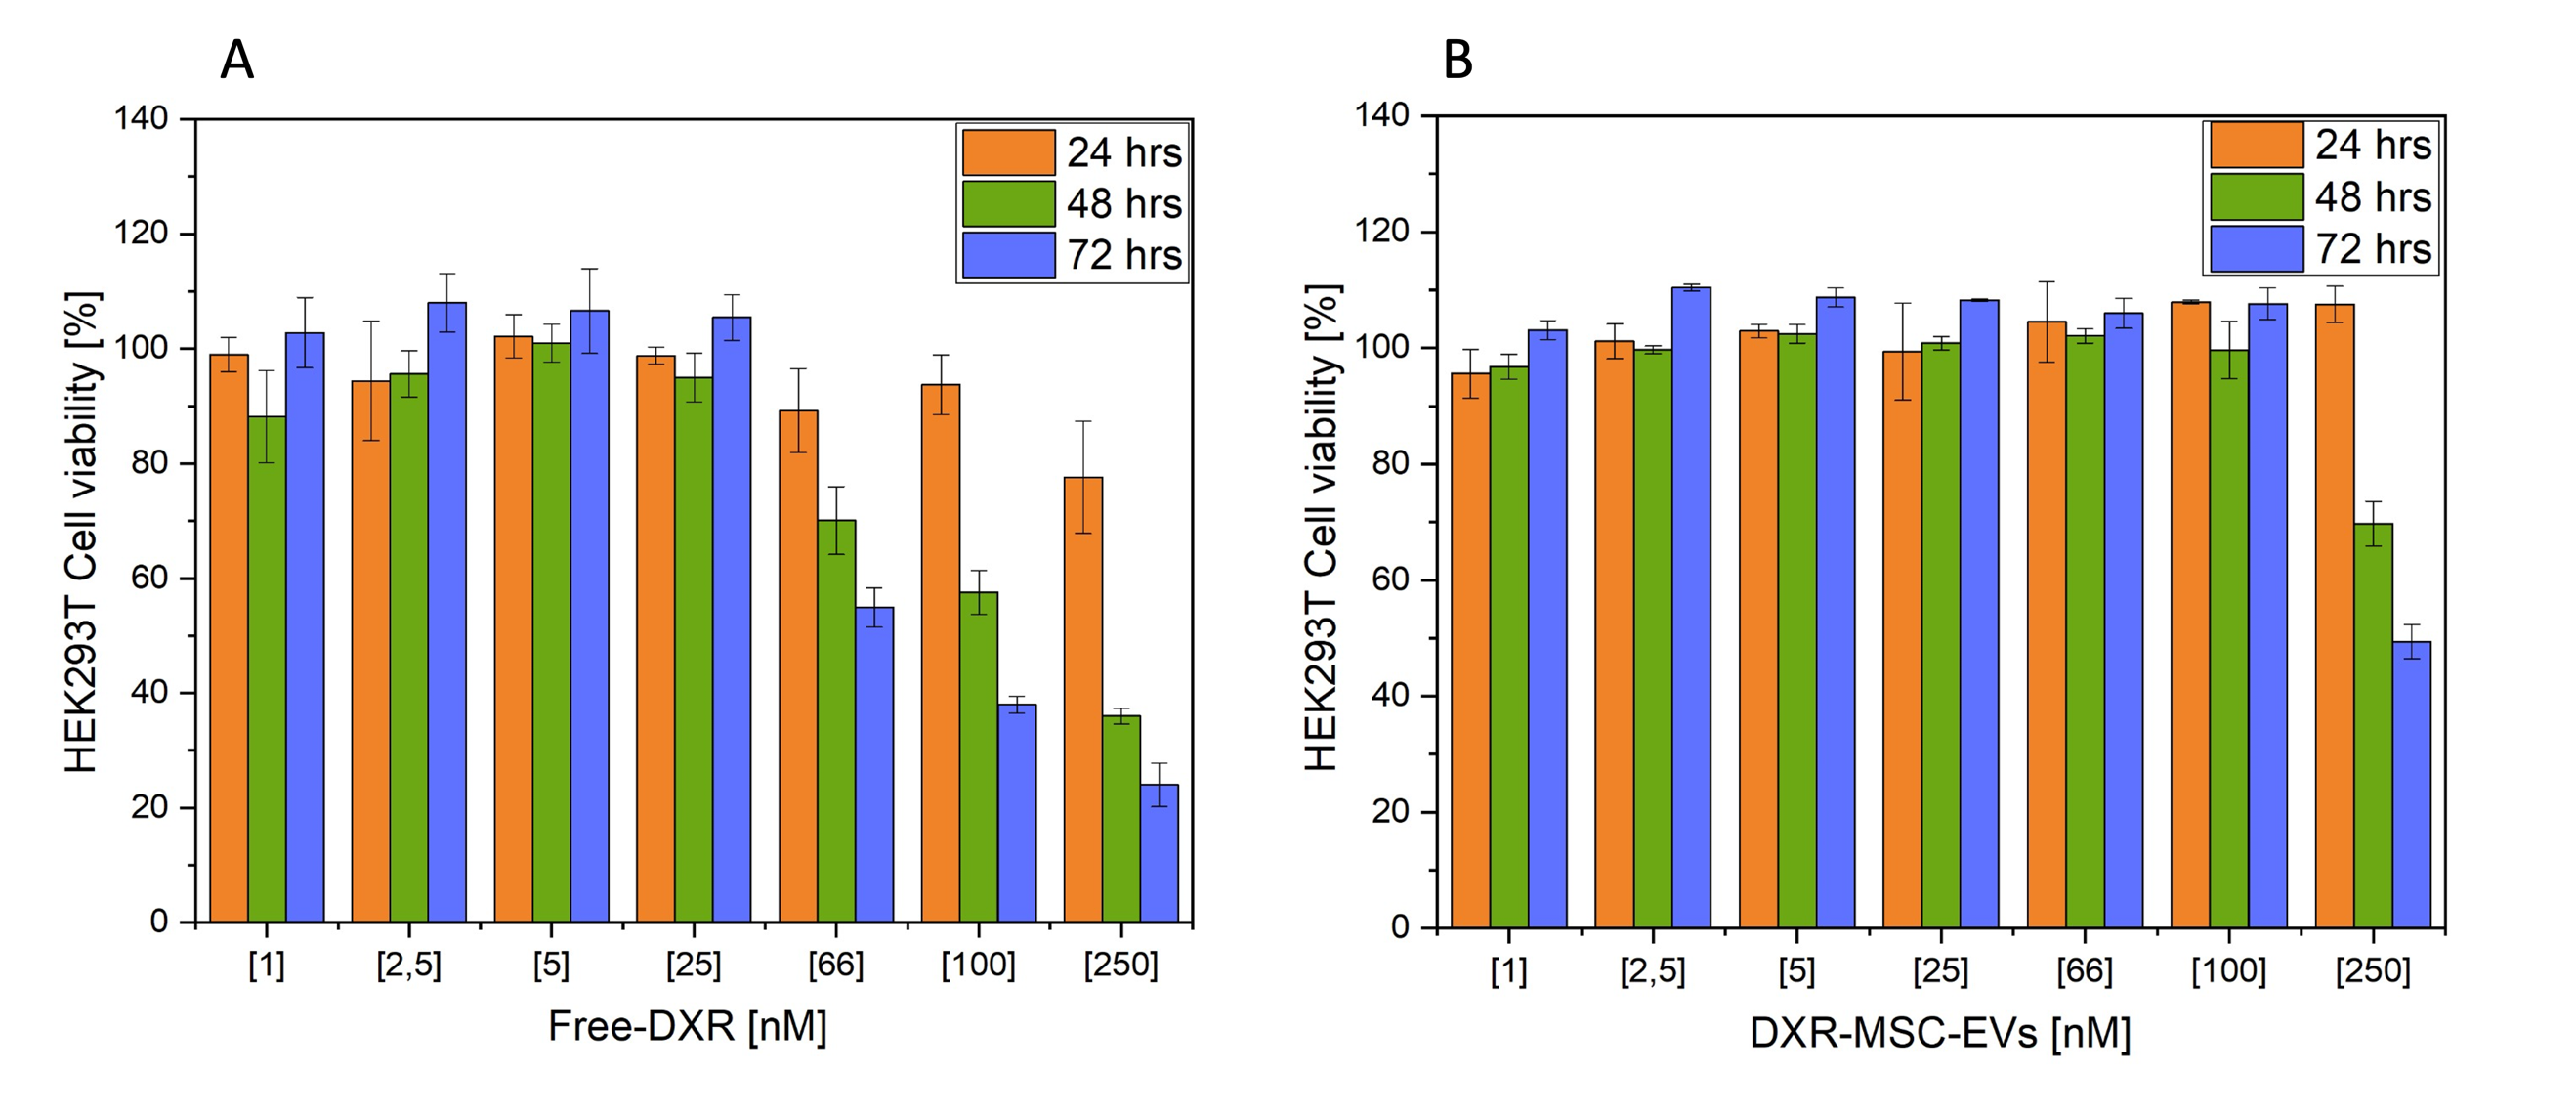 A
HEK293T Cell viability [%]
140
120
100
80
60
40
20
0
24 hrs
48 hrs
72 hrs
[1] [2,5] [5] [25] [66] [100] [250]
Free-DXR [nM]
B
HEK293T Cell viability [%]
140
120
100
80
60
40
20
0
24 hrs
48 hrs
72 hrs
[1] [2,5] [5] [25] [66] [100] [250]
DXR-MSC-EVs [nM]